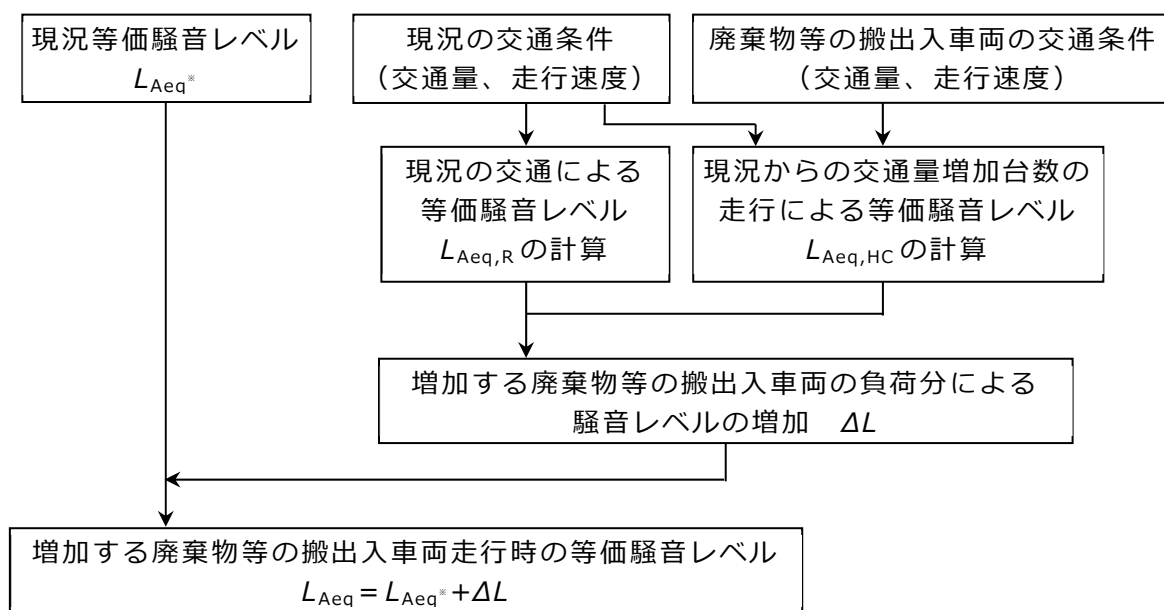 現況等価騒音レベル
LAeq※
現況の交通条件
（交通量、走行速度）
廃棄物等の搬出入車両の交通条件
（交通量、走行速度）
現況の交通による
等価騒音レベル
LAeq,R の計算
現況からの交通量増加台数の
走行による等価騒音レベル
LAeq,HC の計算
増加する廃棄物等の搬出入車両の負荷分による
騒音レベルの増加　ΔL
増加する廃棄物等の搬出入車両走行時の等価騒音レベル
LAeq = LAeq※ +ΔL